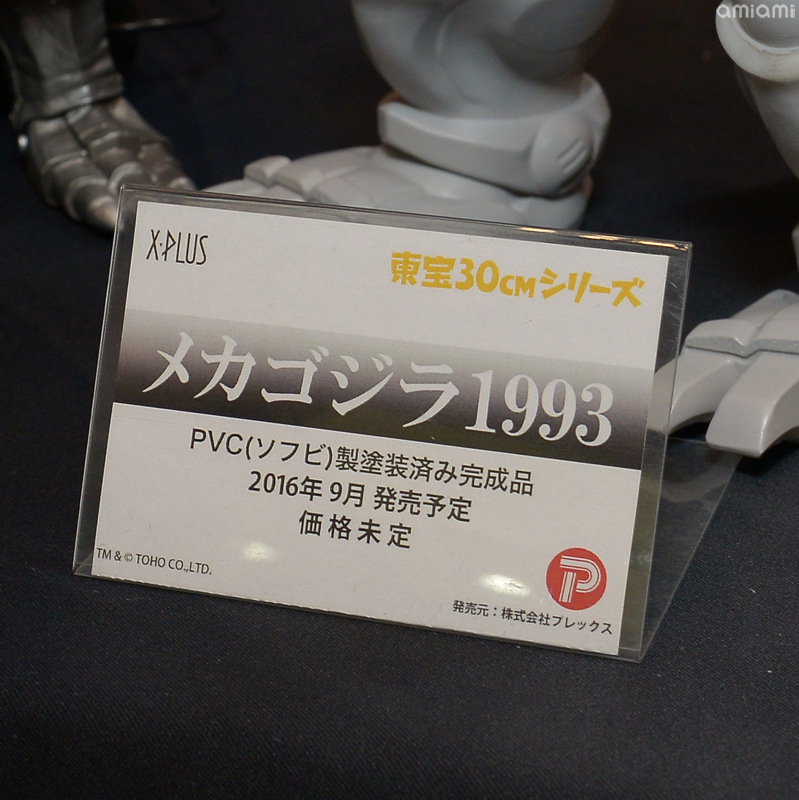 amiami
X·PLUS
東宝30CMシリーズ
メカゴジラ1993
PVC(ソフビ)製塗装済み完成品
2016年 9月 発売予定
価格未定
TM & © TOHO CO.,LTD.
P
発売元：株式会社プレックス